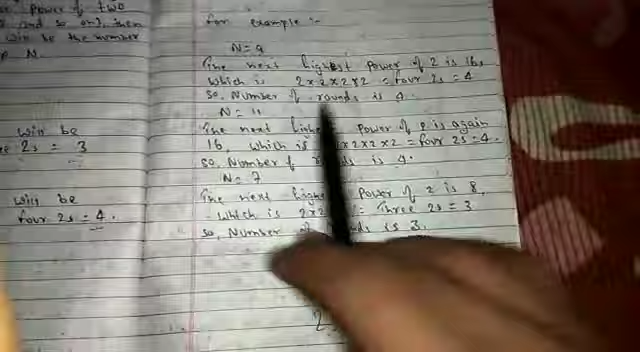 Power of two
and so on), then
will be the number
N.
will be
2s = 3
will be
four 2s = 4.
For example :-
N = 9
The next highest power of 2 is 16,
which is 2x2x2x2 = four 2s = 4
So, Number of rounds is 4.
N = 11
The next power of 2 is again
16, which is x2x2x2 = four 2s = 4.
So, Number of is 4.
N = 7
The next Power of 2 is 8,
which is 2x2 = Three 2s = 3
So, Number is 3.
2